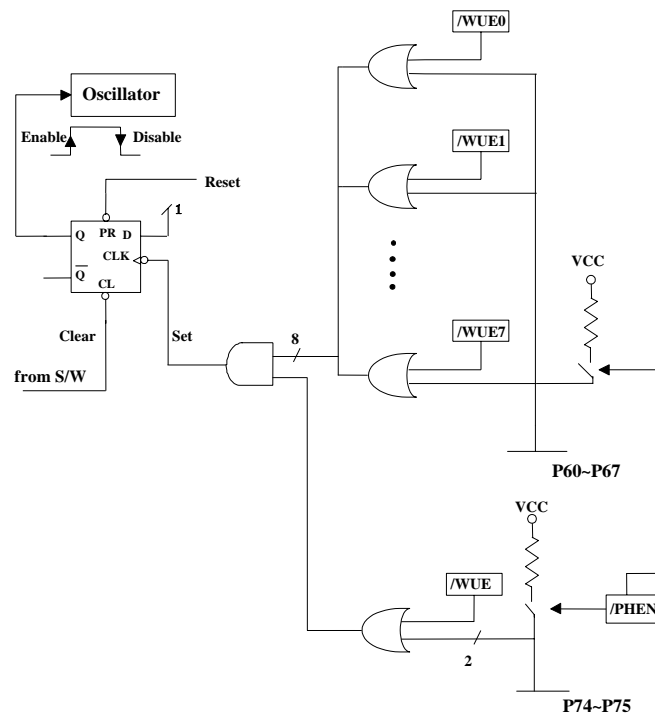 /WUE0
Oscillator
Enable
Disable
/WUE1
Reset
1
PR
Q
D
CLK
Q
CL
VCC
Clear
Set
8
/WUE7
from S/W
P60~P67
VCC
/WUE
/PHEN
2
P74~P75